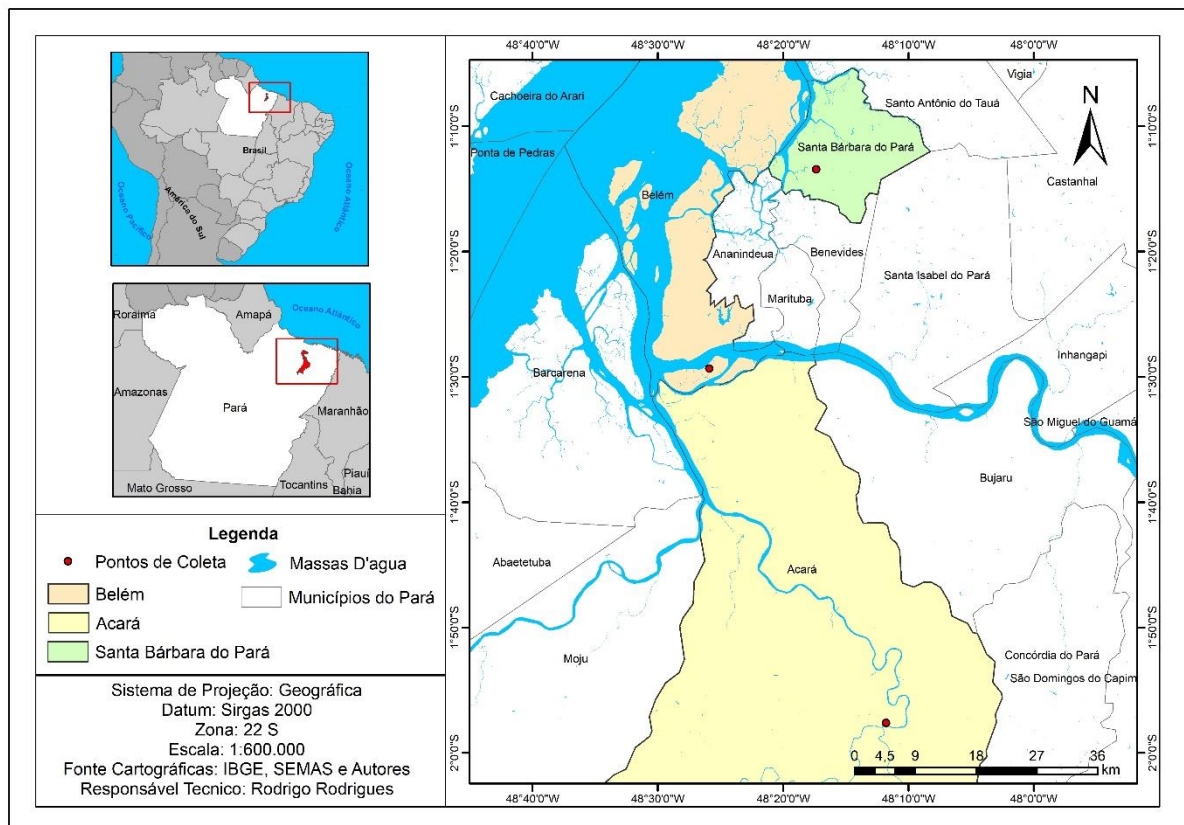 Oceano Pacífico
América do Sul
Brasil
Oceano Atlântico
Roraima
Amapá
Oceano Atlântico
Amazonas
Pará
Maranhão
Piauí
Mato Grosso
Tocantins
Bahia
Legenda
Pontos de Coleta
Massas D'agua
Belém
Municípios do Pará
Acará
Santa Bárbara do Pará
Sistema de Projeção: Geográfica
Datum: Sirgas 2000
Zona: 22 S
Escala: 1:600.000
Fonte Cartográficas: IBGE, SEMAS e Autores
Responsável Tecnico: Rodrigo Rodrigues
48°40'0"W
48°30'0"W
48°20'0"W
48°10'0"W
48°0'0"W
1°10'0"S
1°20'0"S
1°30'0"S
1°40'0"S
1°50'0"S
2°0'0"S
Cachoeira do Arari
Vigia
Santo Antônio do Tauá
N
Ponta de Pedras
Santa Bárbara do Pará
Castanhal
Belém
Ananindeua
Benevides
Santa Isabel do Pará
Marituba
Inhangapi
Barcarena
São Miguel do Guamá
Bujaru
Abaetetuba
Acará
Moju
Concórdia do Pará
São Domingos do Capim
0 4,5 9 18 27 36
km
1°10'0"S
1°20'0"S
1°30'0"S
1°40'0"S
1°50'0"S
2°0'0"S
48°40'0"W
48°30'0"W
48°20'0"W
48°10'0"W
48°0'0"W